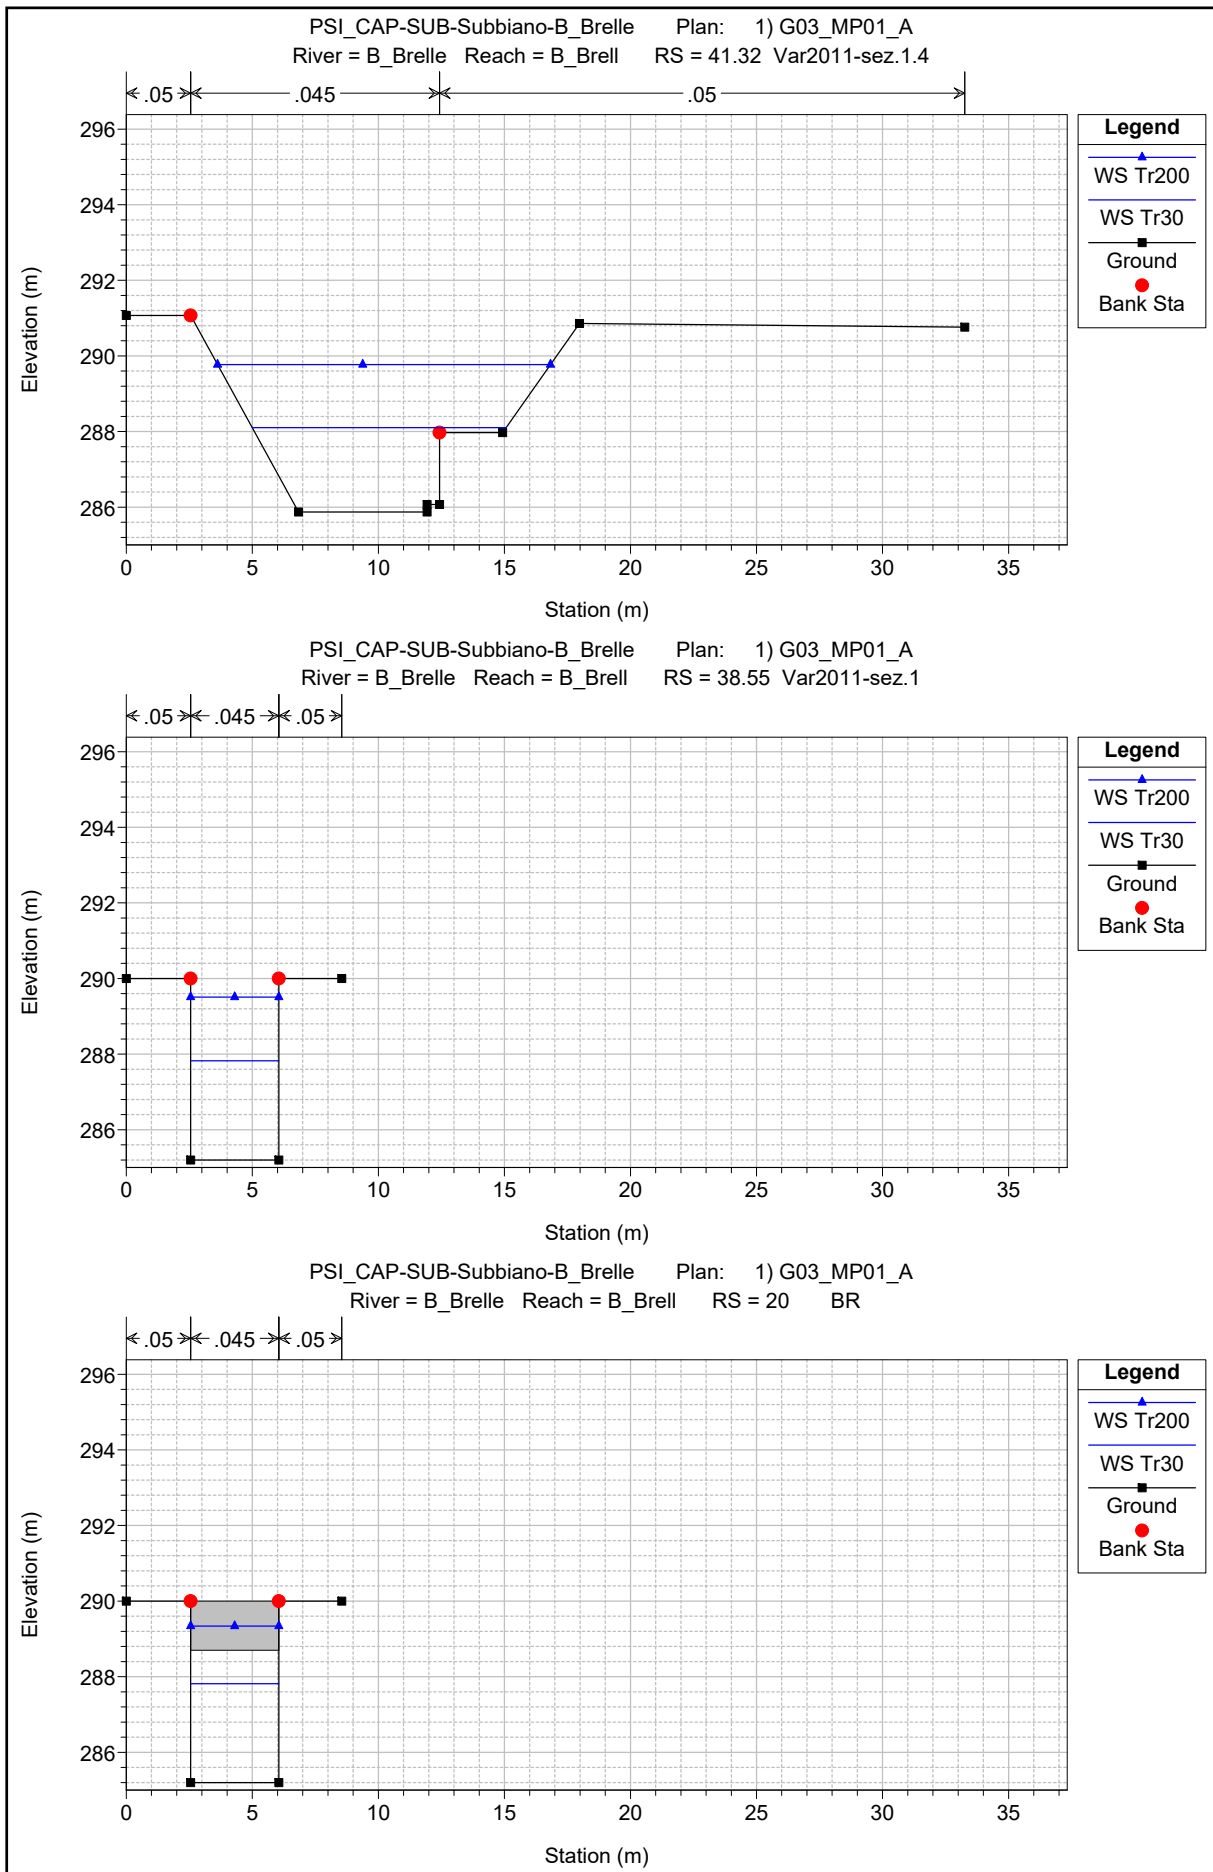 PSI_CAP-SUB-Subbiano-B_Brelle Plan: 1) G03_MP01_A
River = B_Brelle Reach = B_Brell RS = 41.32 Var2011-sez.1.4
.05 .045 .05
Elevation (m)
296
294
292
290
288
286
0 5 10 15 20 25 30 35
Station (m)
Legend
WS Tr200
WS Tr30
Ground
Bank Sta
PSI_CAP-SUB-Subbiano-B_Brelle Plan: 1) G03_MP01_A
River = B_Brelle Reach = B_Brell RS = 38.55 Var2011-sez.1
.05 .045 .05
Elevation (m)
296
294
292
290
288
286
0 5 10 15 20 25 30 35
Station (m)
Legend
WS Tr200
WS Tr30
Ground
Bank Sta
PSI_CAP-SUB-Subbiano-B_Brelle Plan: 1) G03_MP01_A
River = B_Brelle Reach = B_Brell RS = 20 BR
.05 .045 .05
Elevation (m)
296
294
292
290
288
286
0 5 10 15 20 25 30 35
Station (m)
Legend
WS Tr200
WS Tr30
Ground
Bank Sta